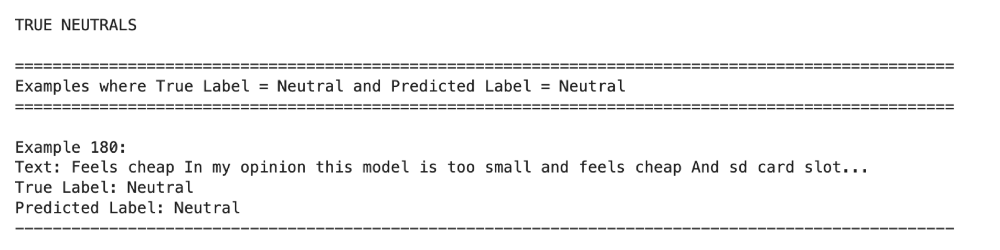 TRUE NEUTRALS
====================================================================================================
Examples where True Label = Neutral and Predicted Label = Neutral
====================================================================================================
Example 180:
Text: Feels cheap In my opinion this model is too small and feels cheap And sd card slot...
True Label: Neutral
Predicted Label: Neutral
----------------------------------------------------------------------------------------------------